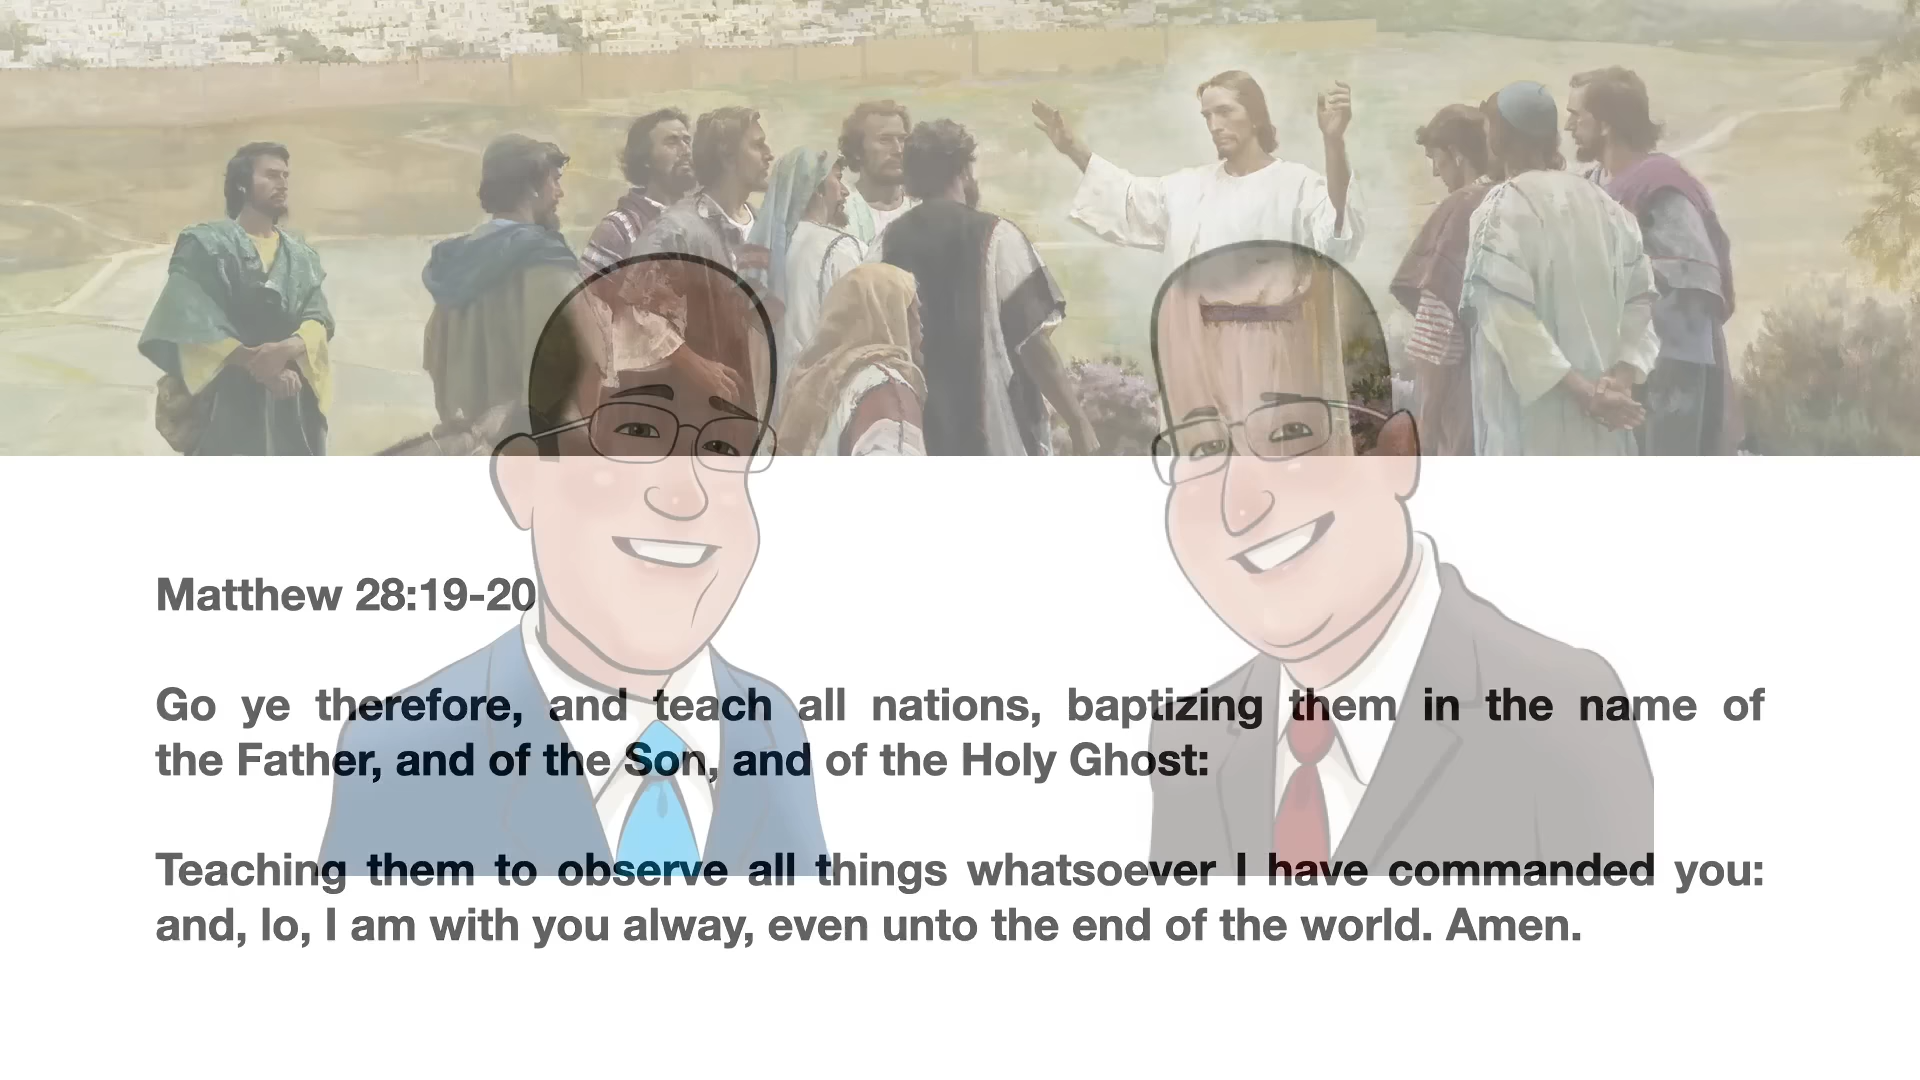 Matthew 28:19-20
Go ye therefore, and teach all nations, baptizing them in the name of
the Father, and of the Son, and of the Holy Ghost:
Teaching them to observe all things whatsoever I have commanded you:
and, lo, I am with you alway, even unto the end of the world. Amen.